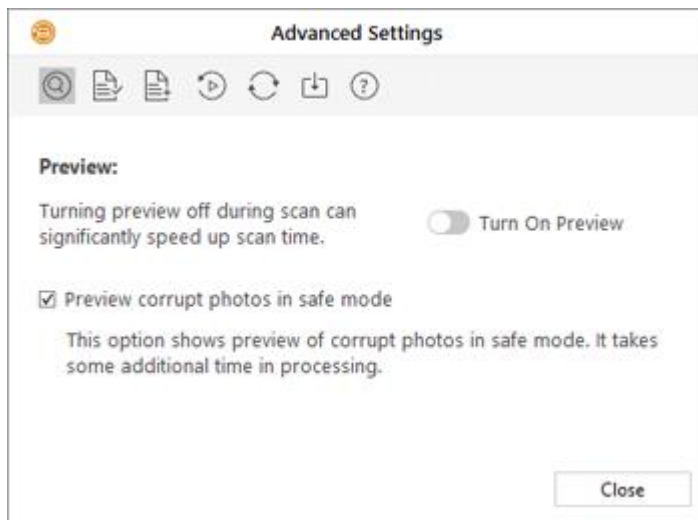 Advanced Settings
Preview:
Turning preview off during scan can
significantly speed up scan time.
Turn On Preview
Preview corrupt photos in safe mode
This option shows preview of corrupt photos in safe mode. It takes
some additional time in processing.
Close